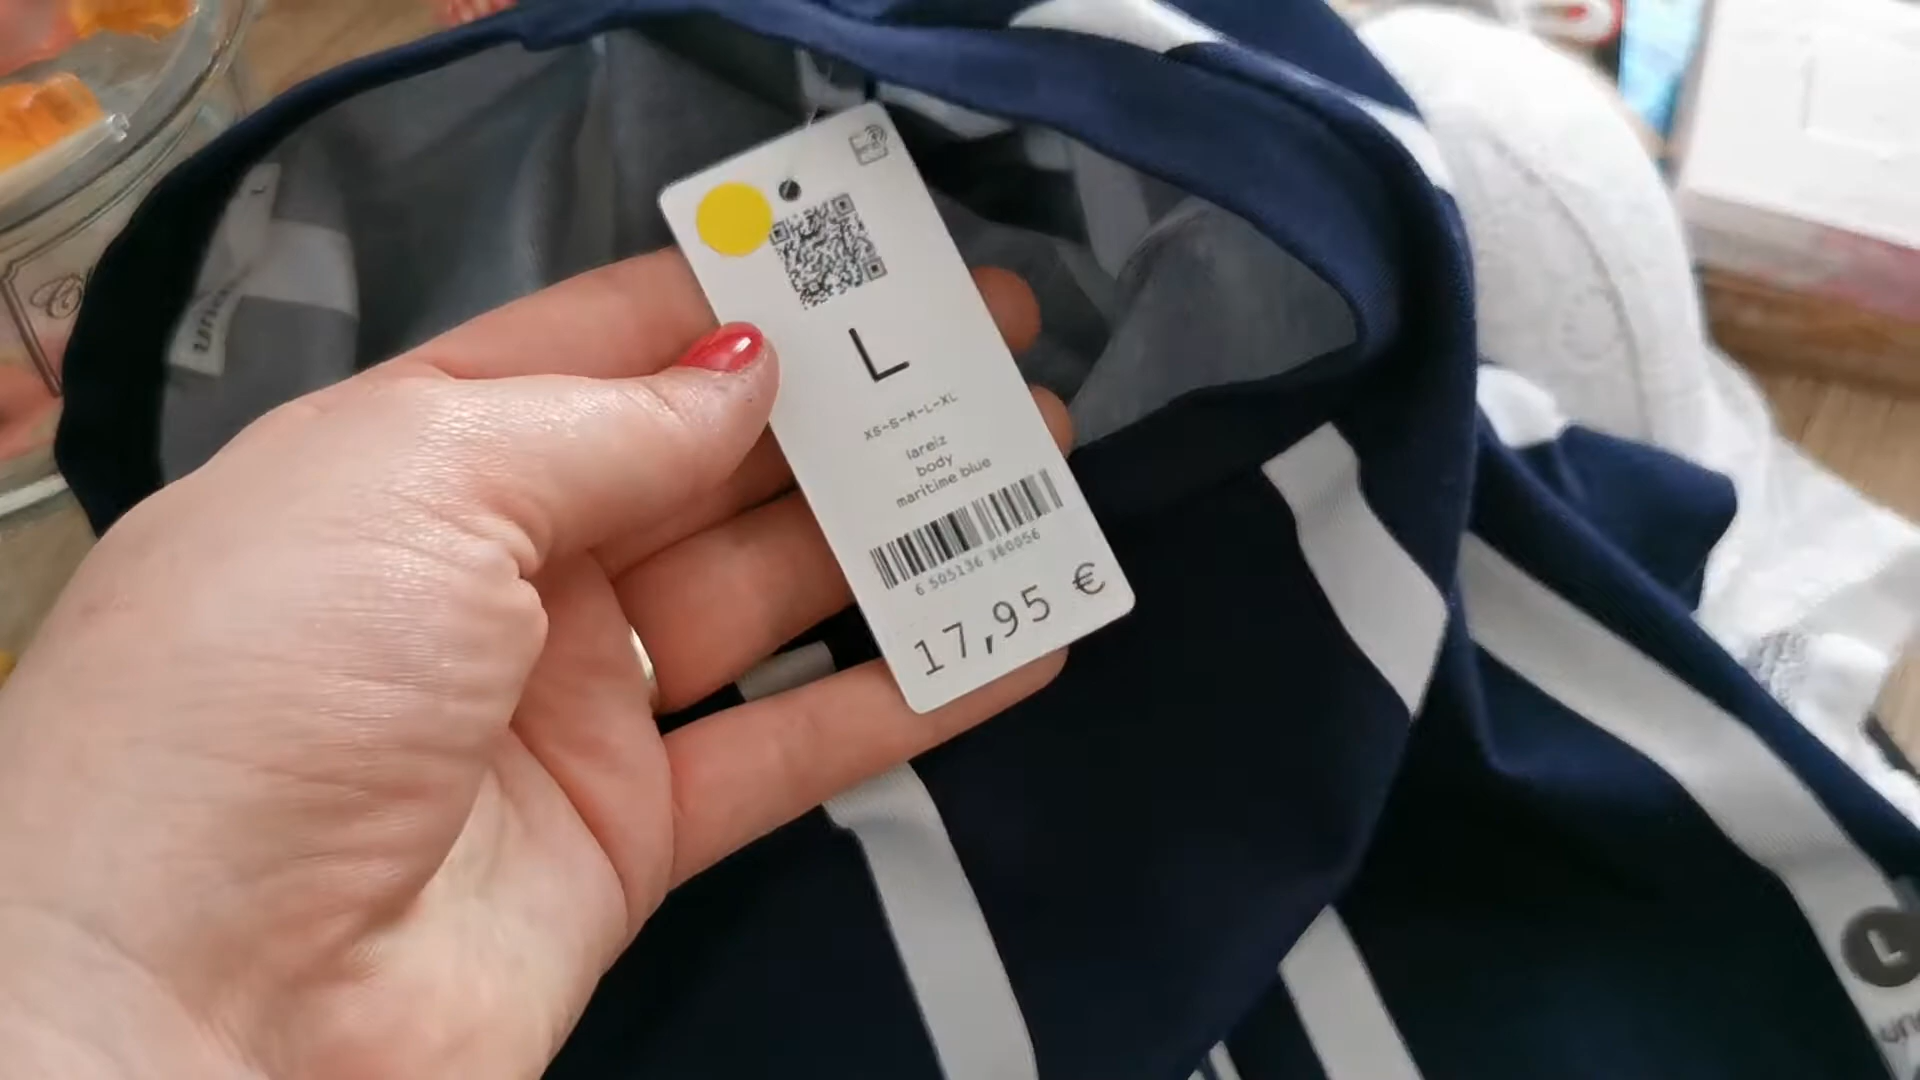 L
XS-S-M-L-XL
lareiz
body
maritime blue
6 505136 380056
17,95 €
L